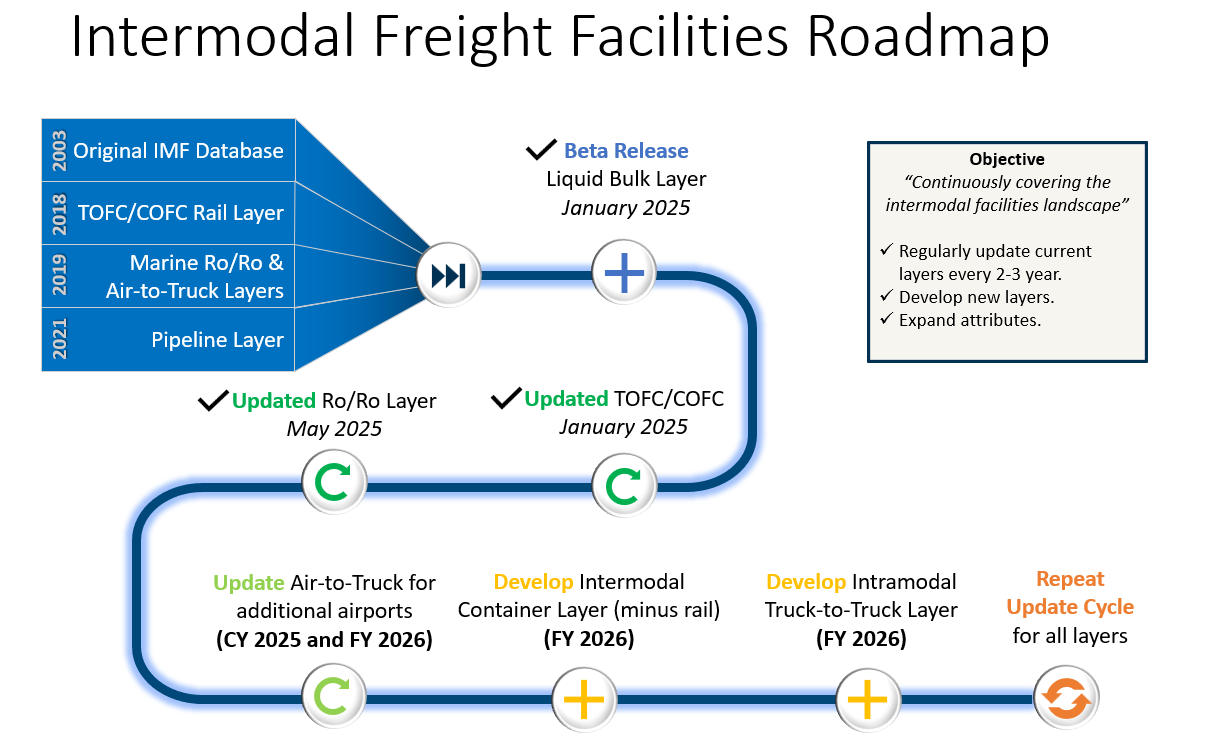 Intermodal Freight Facilities Roadmap
2003 Original IMF Database
2018 TOFC/COFC Rail Layer
2019 Marine Ro/Ro &
Air-to-Truck Layers
2021 Pipeline Layer
Beta Release
Liquid Bulk Layer
January 2025
Objective
“Continuously covering the
intermodal facilities landscape”
Regularly update current
layers every 2-3 year.
Develop new layers.
Expand attributes.
Updated Ro/Ro Layer
May 2025
Updated TOFC/COFC
January 2025
Update Air-to-Truck for
additional airports
(CY 2025 and FY 2026)
Develop Intermodal
Container Layer (minus rail)
(FY 2026)
Develop Intramodal
Truck-to-Truck Layer
(FY 2026)
Repeat
Update Cycle
for all layers